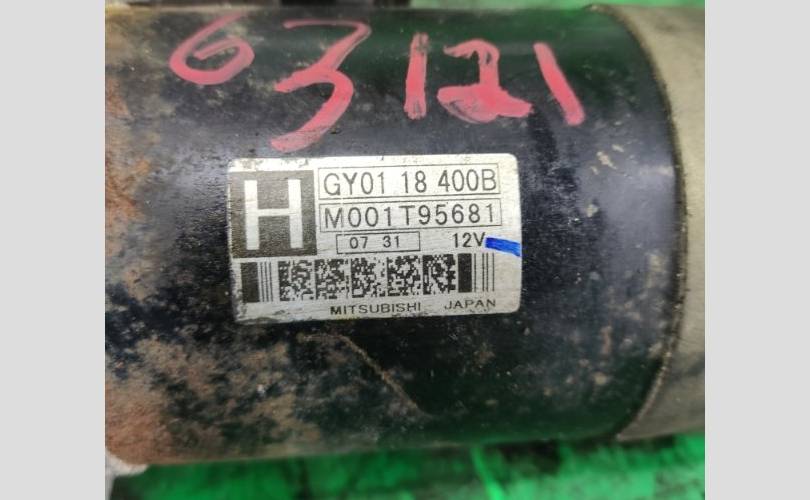 63121
H
GY01 18 400B
M001T95681
07 31 12V
MITSUBISHI JAPAN